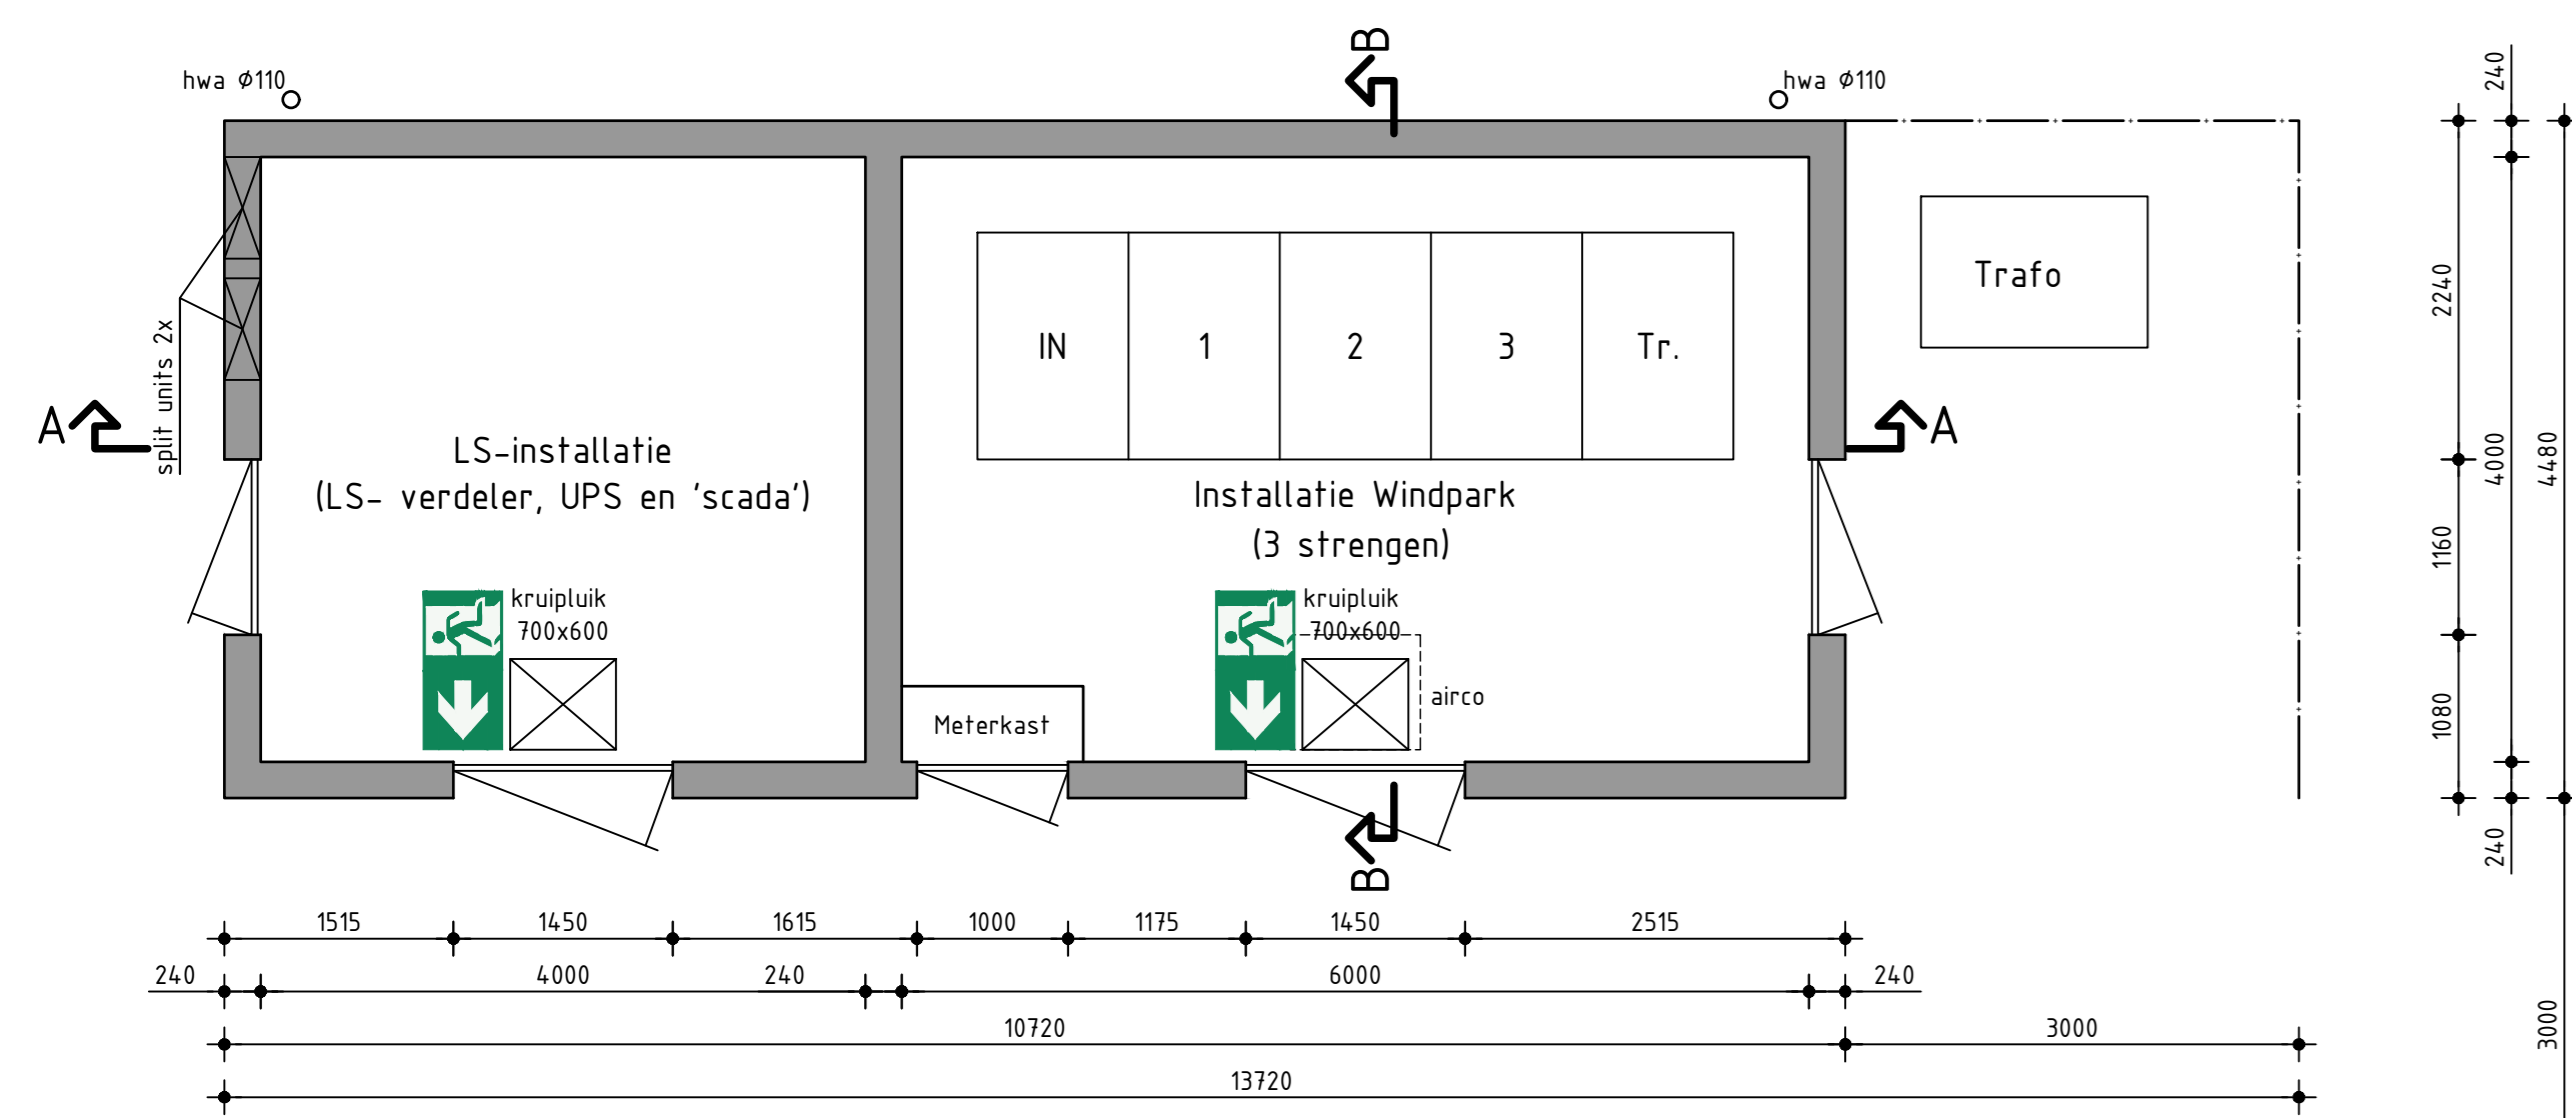 B
hwa Ø110
hwa Ø110
240
Trafo
2240
IN
1
2
3
Tr.
split units 2x
A
A
4000
4480
LS-installatie
(LS- verdeler, UPS en 'scada')
Installatie Windpark
(3 strengen)
1160
kruipluik
700x600
kruipluik
700x600
airco
Meterkast
1080
240
B
1515
1450
1615
1000
1175
1450
2515
240
4000
240
6000
240
10720
3000
3000
13720